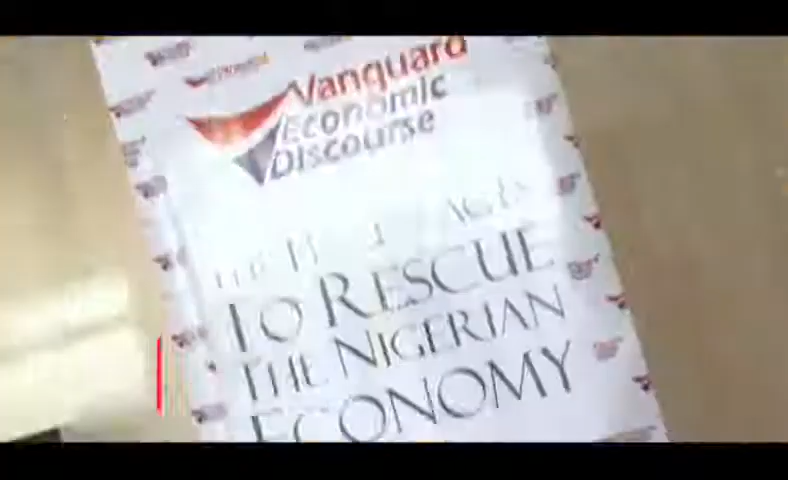 Vanguard
Economic
Discourse
TO RESCUE
THE NIGERIAN
ECONOMY